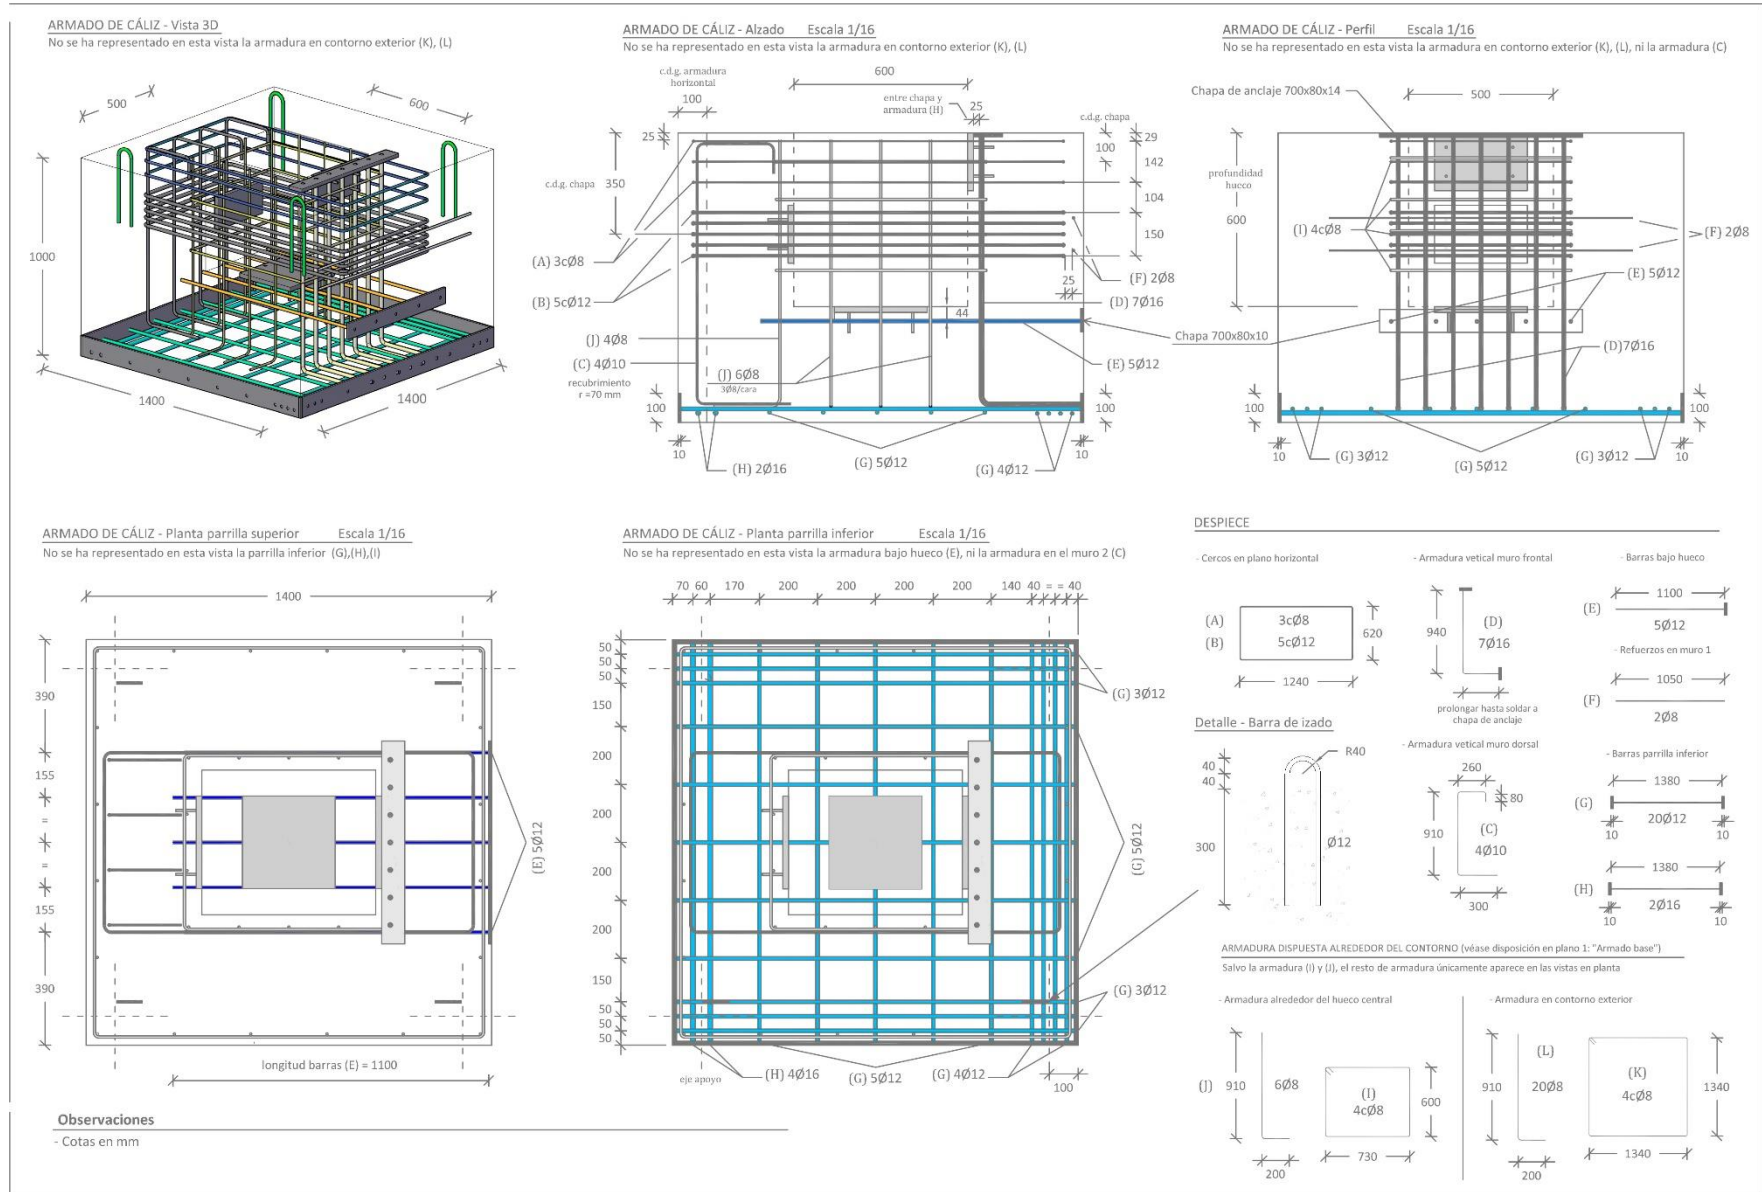 ARMADO DE CÁLIZ - Vista 3D
No se ha representado en esta vista la armadura en contorno exterior (K), (L)
500
600
1000
1400
1400
ARMADO DE CÁLIZ - Alzado Escala 1/16
No se ha representado en esta vista la armadura en contorno exterior (K), (L)
c.d.g. armadura
horizontal
100
600
entre chapa y
armadura (H)
25
c.d.g. chapa
25
29
100
142
c.d.g. chapa 350
104
150
(A) 3cØ8
(B) 5cØ12
(F) 2Ø8
25
(D) 7Ø16
44
Chapa 700x80x10
(J) 4Ø8
(C) 4Ø10
recubrimiento
r =70 mm
(J) 6Ø8
3Ø8/cara
(E) 5Ø12
100
100
10
10
(H) 2Ø16
(G) 5Ø12
(G) 4Ø12
ARMADO DE CÁLIZ - Perfil Escala 1/16
No se ha representado en esta vista la armadura en contorno exterior (K), (L), ni la armadura (C)
Chapa de anclaje 700x80x14
500
profundidad
hueco
600
(I) 4cØ8
(F) 2Ø8
(E) 5Ø12
(D)7Ø16
100
100
10
10
(G) 3Ø12
(G) 5Ø12
(G) 3Ø12
ARMADO DE CÁLIZ - Planta parrilla superior Escala 1/16
No se ha representado en esta vista la parrilla inferior (G),(H),(I)
1400
390
155
=
=
155
390
(E) 5Ø12
longitud barras (E) = 1100
ARMADO DE CÁLIZ - Planta parrilla inferior Escala 1/16
No se ha representado en esta vista la armadura bajo hueco (E), ni la armadura en el muro 2 (C)
70 60 170 200 200 200 200 140 40 = = 40
50
50
50
150
200
200
200
200
150
50
50
50
(G) 3Ø12
(G) 5Ø12
(G) 3Ø12
eje apoyo
(H) 4Ø16
(G) 5Ø12
(G) 4Ø12
100
DESPIECE
- Cercos en plano horizontal
(A) 3cØ8
(B) 5cØ12
620
1240
- Armadura vetical muro frontal
940
(D)
7Ø16
prolongar hasta soldar a
chapa de anclaje
- Barras bajo hueco
1100
(E)
5Ø12
- Refuerzos en muro 1
1050
(F)
2Ø8
Detalle - Barra de izado
R40
40
40
300
Ø12
- Armadura vetical muro dorsal
260
80
910
(C)
4Ø10
300
- Barras parrilla inferior
1380
(G)
10 20Ø12 10
1380
(H)
10 2Ø16 10
ARMADURA DISPUESTA ALREDEDOR DEL CONTORNO (véase disposición en plano 1: "Armado base")
Salvo la armadura (I) y (J), el resto de armadura únicamente aparece en las vistas en planta
- Armadura alrededor del hueco central
(J) 910 6Ø8
200
(I)
4cØ8
600
730
- Armadura en contorno exterior
(L)
910 20Ø8
200
(K)
4cØ8
1340
1340
Observaciones
- Cotas en mm